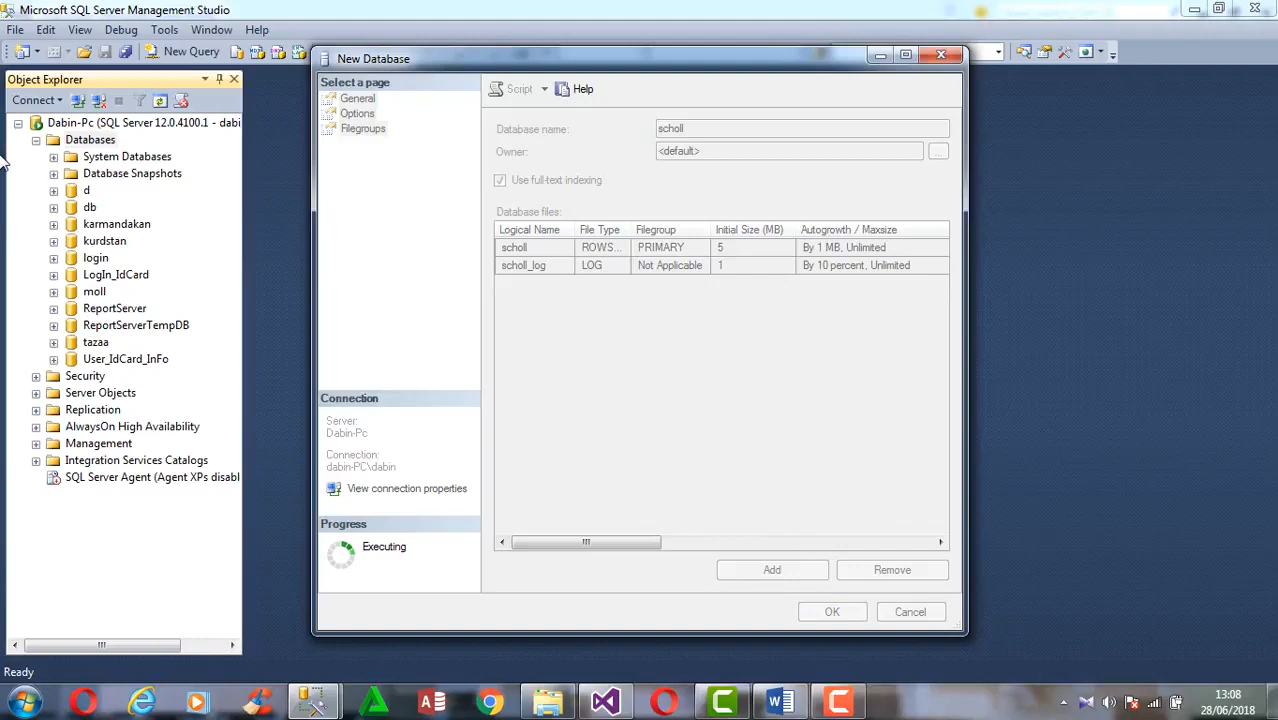 Microsoft SQL Server Management Studio
File Edit View Debug Tools Window Help
New Query
Object Explorer
Connect
Dabin-Pc (SQL Server 12.0.4100.1 - dabi
Databases
System Databases
Database Snapshots
d
db
karmandakan
kurdstan
login
LogIn_IdCard
moll
ReportServer
ReportServerTempDB
tazaa
User_IdCard_InFo
Security
Server Objects
Replication
AlwaysOn High Availability
Management
Integration Services Catalogs
SQL Server Agent (Agent XPs disabl
New Database
Select a page
General
Options
Filegroups
Connection
Server:
Dabin-Pc
Connection:
dabin-PC\dabin
View connection properties
Progress
Executing
Script Help
Database name: scholl
Owner: <default> ...
Use full-text indexing
Database files:
Logical Name File Type Filegroup Initial Size (MB) Autogrowth / Maxsize
scholl ROWS... PRIMARY 5 By 1 MB, Unlimited
scholl_log LOG Not Applicable 1 By 10 percent, Unlimited
Add Remove
OK Cancel
Ready
13:08
28/06/2018